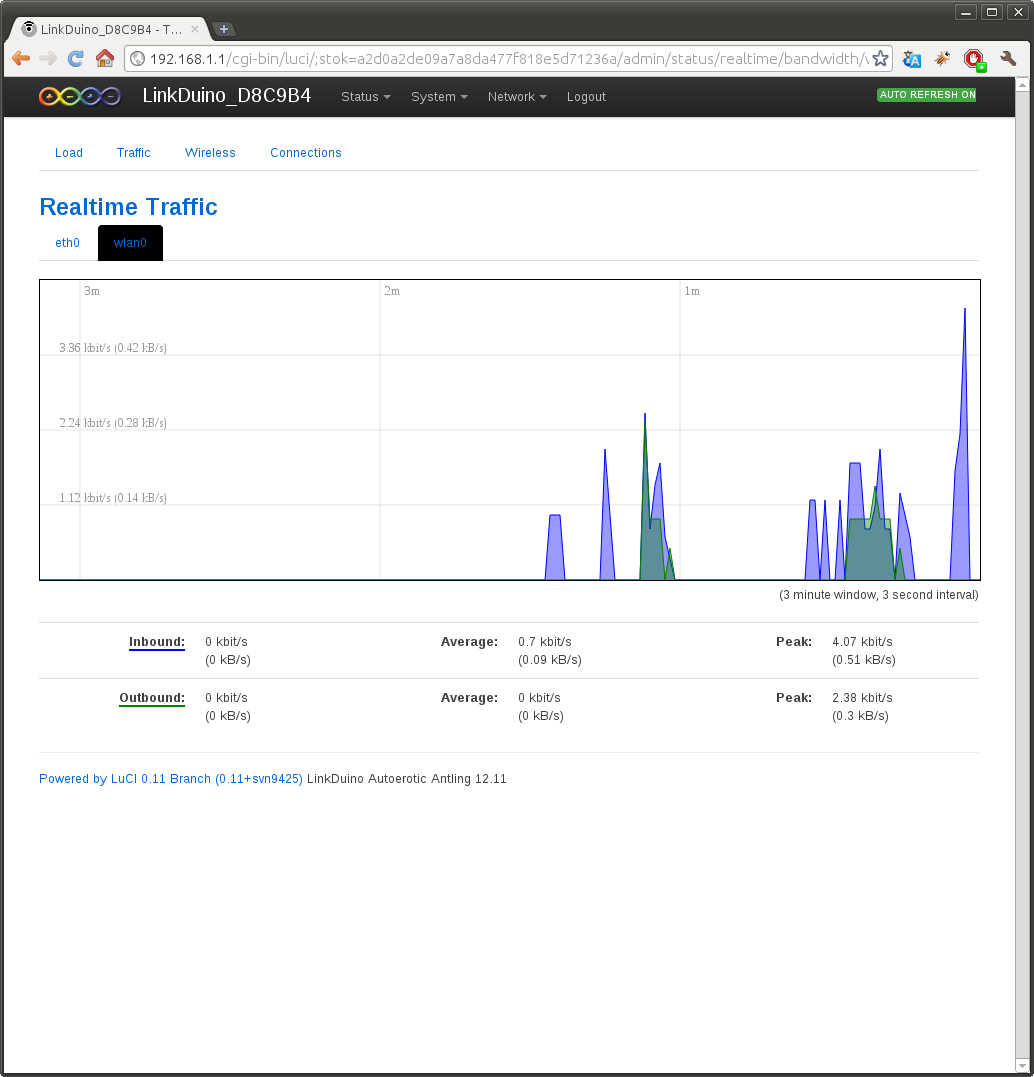 LinkDuino_D8C9B4 - T...
192.168.1.1/cgi-bin/luci/;stok=a2d0a2de09a7a8da477f818e5d71236a/admin/status/realtime/bandwidth/
LinkDuino_D8C9B4 Status System Network Logout AUTO REFRESH ON
Load Traffic Wireless Connections
Realtime Traffic
eth0 wlan0
3m 2m 1m
3.36 kbit/s (0.42 kB/s)
2.24 kbit/s (0.28 kB/s)
1.12 kbit/s (0.14 kB/s)
(3 minute window, 3 second interval)
Inbound: 0 kbit/s Average: 0.7 kbit/s Peak: 4.07 kbit/s
(0 kB/s) (0.09 kB/s) (0.51 kB/s)
Outbound: 0 kbit/s Average: 0 kbit/s Peak: 2.38 kbit/s
(0 kB/s) (0 kB/s) (0.3 kB/s)
Powered by LuCI 0.11 Branch (0.11+svn9425) LinkDuino Autoerotic Antling 12.11